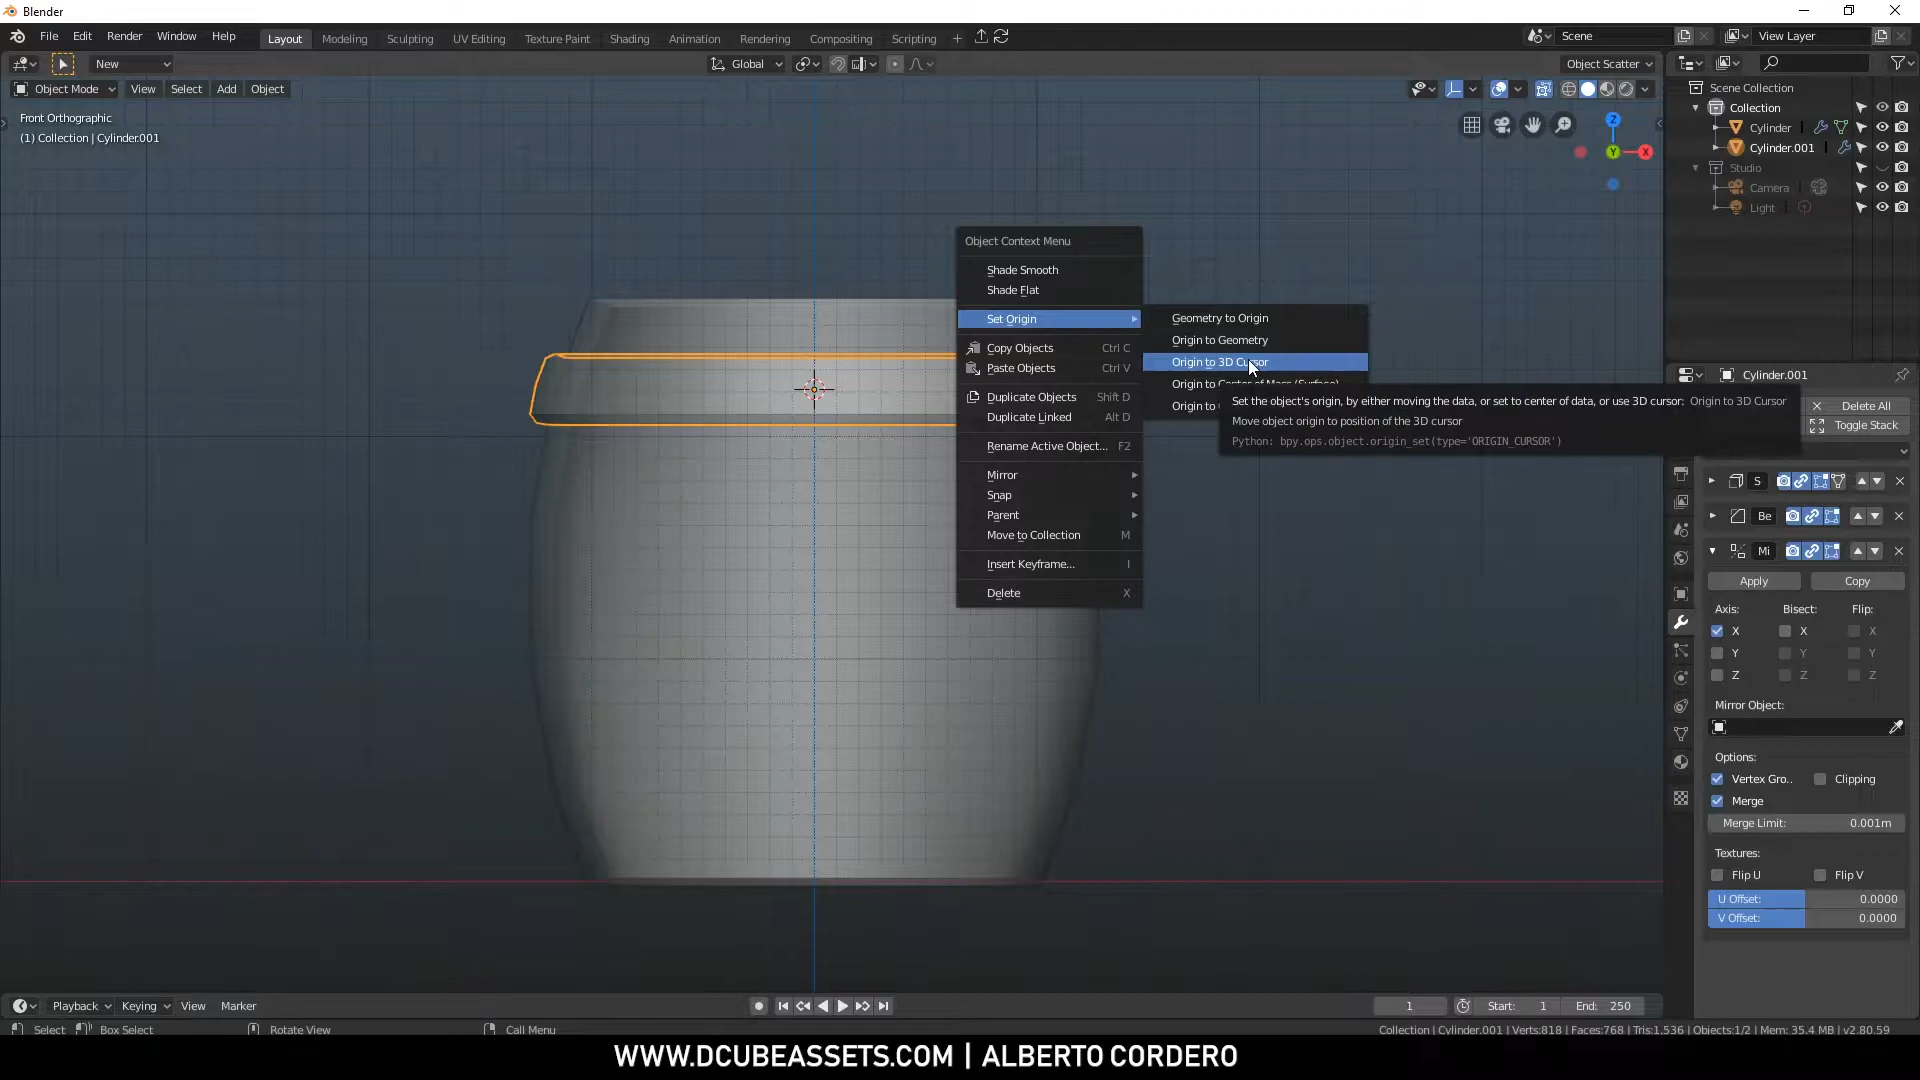 Blender
File Edit Render Window Help Layout Modeling Sculpting UV Editing Texture Paint Shading Animation Rendering Compositing Scripting Scene View Layer
New Global Object Scatter
Object Mode View Select Add Object
Front Orthographic
(1) Collection | Cylinder.001
Z
Y
X
Scene Collection
Collection
Cylinder
Cylinder.001
Studio
Camera
Light
Object Context Menu
Shade Smooth
Shade Flat
Set Origin
Copy Objects Ctrl C
Paste Objects Ctrl V
Duplicate Objects Shift D
Duplicate Linked Alt D
Rename Active Object... F2
Mirror
Snap
Parent
Move to Collection M
Insert Keyframe... I
Delete X
Geometry to Origin
Origin to Geometry
Origin to 3D Cursor
Origin to Center of Mass (Surface)
Origin to
Set the object's origin, by either moving the data, or set to center of data, or use 3D cursor: Origin to 3D Cursor
Move object origin to position of the 3D cursor
Python: bpy.ops.object.origin_set(type='ORIGIN_CURSOR')
Cylinder.001
Delete All
Toggle Stack
S
Be
Mi
Apply Copy
Axis: Bisect: Flip:
X X X
Y Y Y
Z Z Z
Mirror Object:
Options:
Vertex Gro.. Clipping
Merge
Merge Limit: 0.001m
Textures:
Flip U Flip V
U Offset: 0.0000
V Offset: 0.0000
Playback Keying View Marker 1 Start: 1 End: 250
Select Box Select Rotate View Call Menu Collection | Cylinder.001 | Verts:818 | Faces:768 | Tris:1,536 | Objects:1/2 | Mem: 35.4 MB | v2.80.59
WWW.DCUBEASSETS.COM | ALBERTO CORDERO